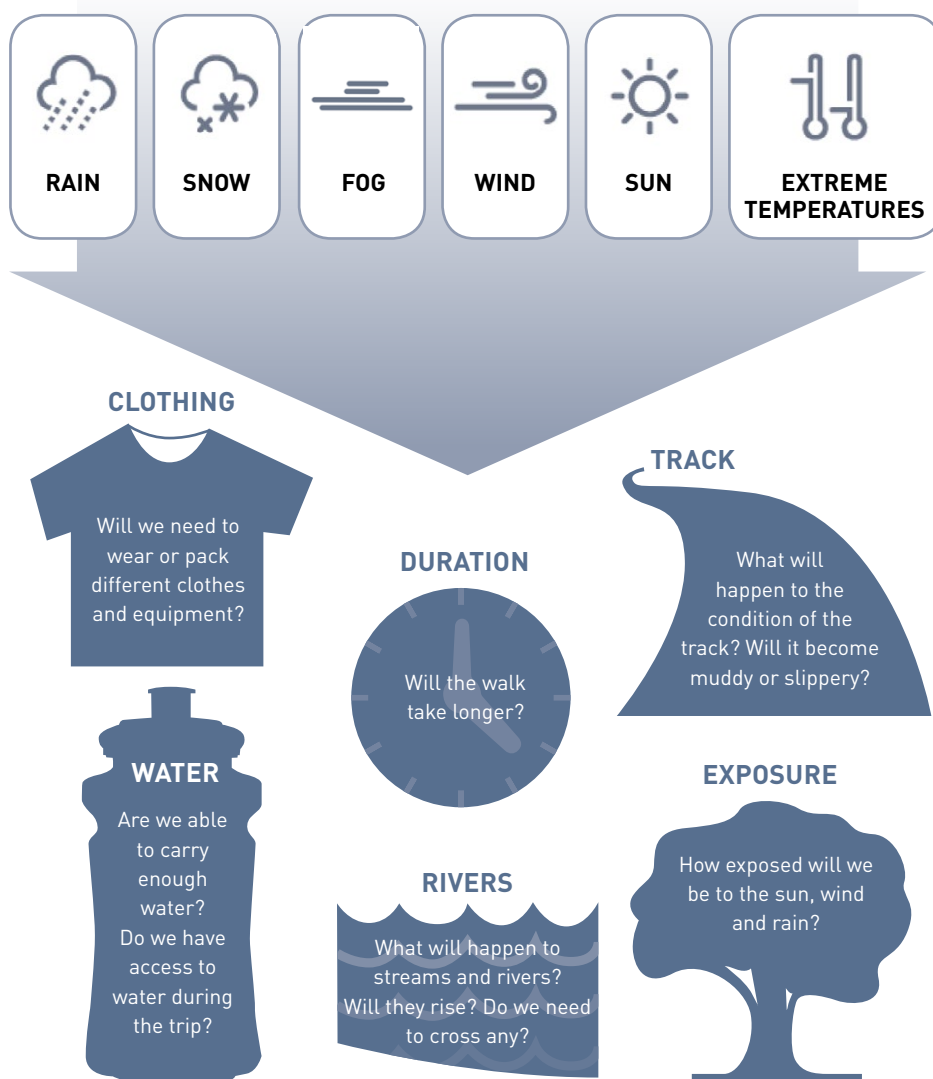 RAIN
SNOW
FOG
WIND
SUN
EXTREME
TEMPERATURES
CLOTHING
Will we need to
wear or pack
different clothes
and equipment?
DURATION
Will the walk
take longer?
TRACK
What will
happen to the
condition of the
track? Will it become
muddy or slippery?
WATER
Are we able
to carry
enough
water?
Do we have
access to
water during
the trip?
RIVERS
What will happen to
streams and rivers?
Will they rise? Do we need
to cross any?
EXPOSURE
How exposed will we
be to the sun, wind
and rain?